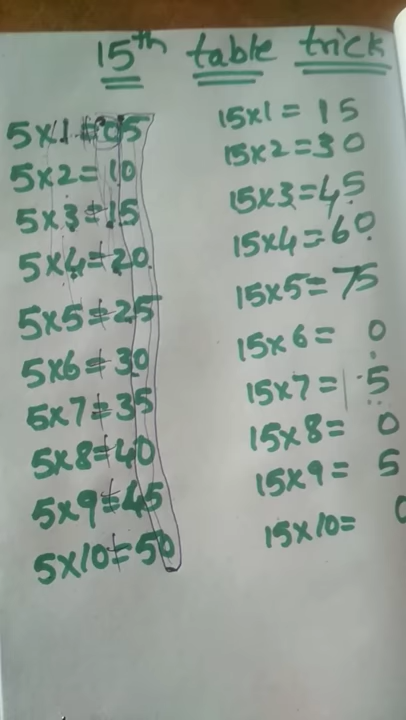 15th table trick
5x1=05
5x2=10
5x3=15
5x4=20
5x5=25
5x6=30
5x7=35
5x8=40
5x9=45
5x10=50
15x1=15
15x2=30
15x3=45
15x4=60
15x5=75
15x6= 0
15x7= 5
15x8= 0
15x9= 5
15x10= 0